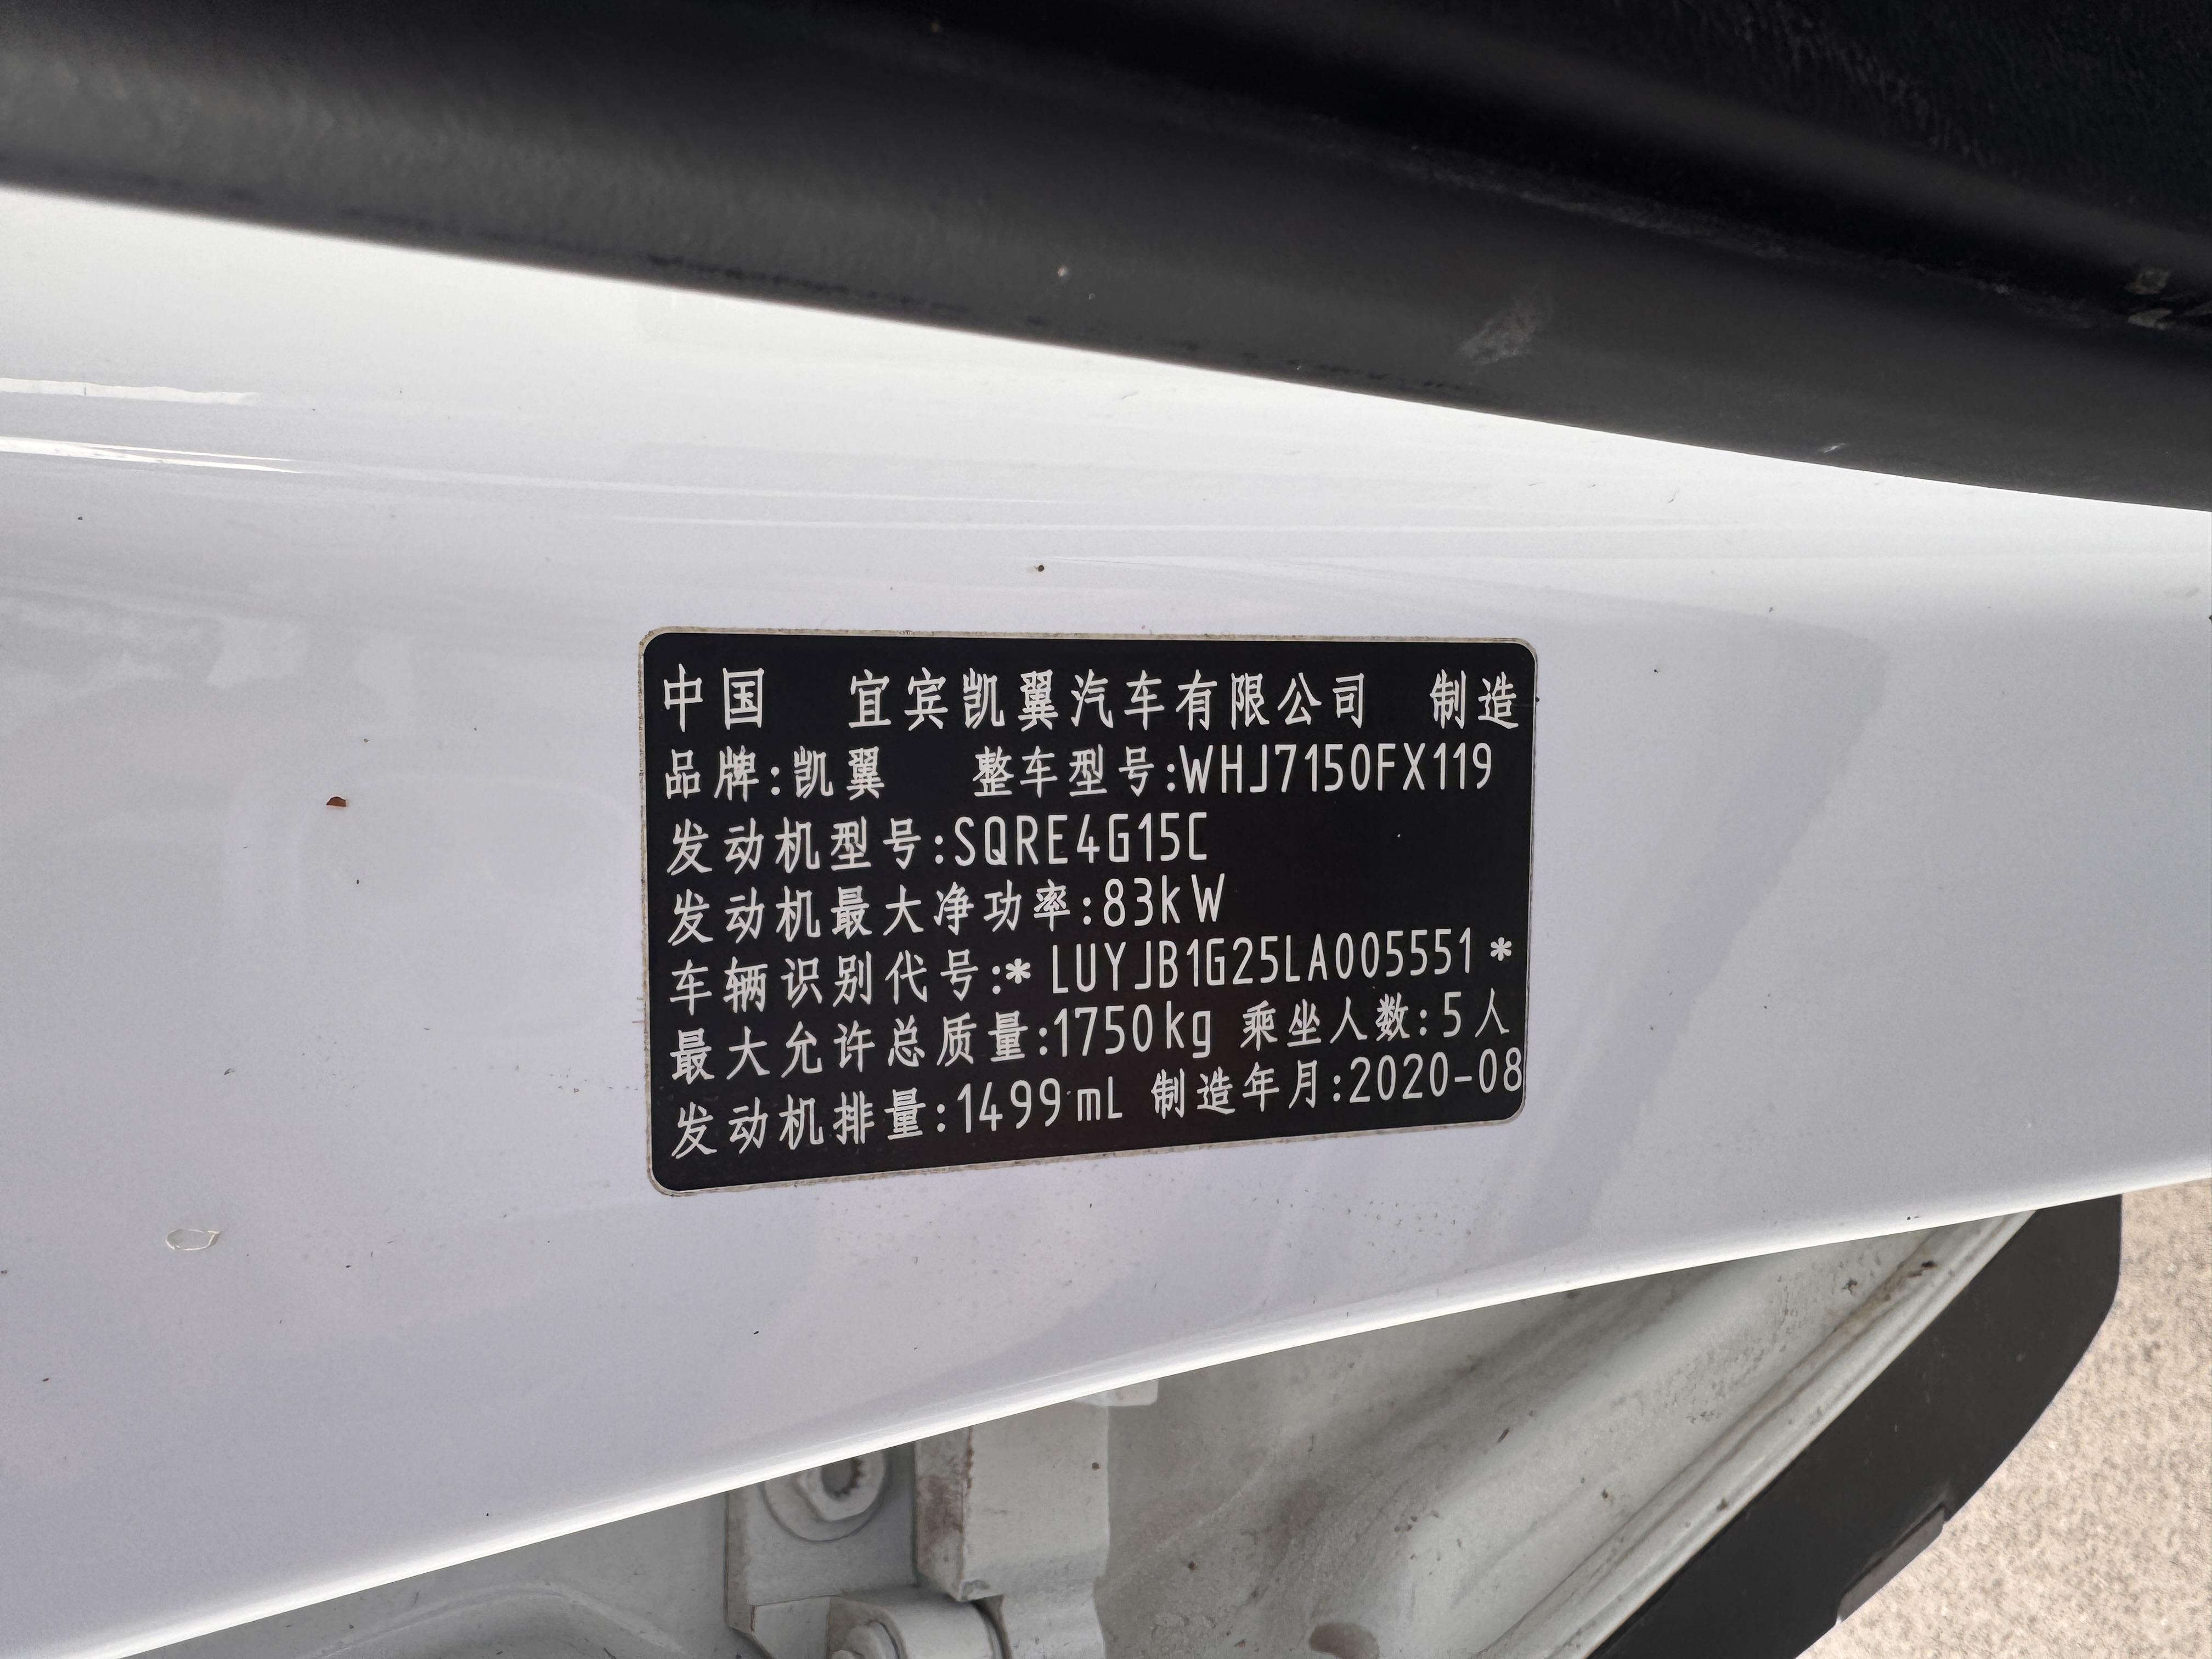 中国 宜宾凯翼汽车有限公司 制造
品牌:凯翼 整车型号:WHJ7150FX119
发动机型号:SQRE4G15C
发动机最大净功率:83kW
车辆识别代号:*LUYJB1G25LA005551*
最大允许总质量:1750kg 乘坐人数:5人
发动机排量:1499mL 制造年月:2020-08